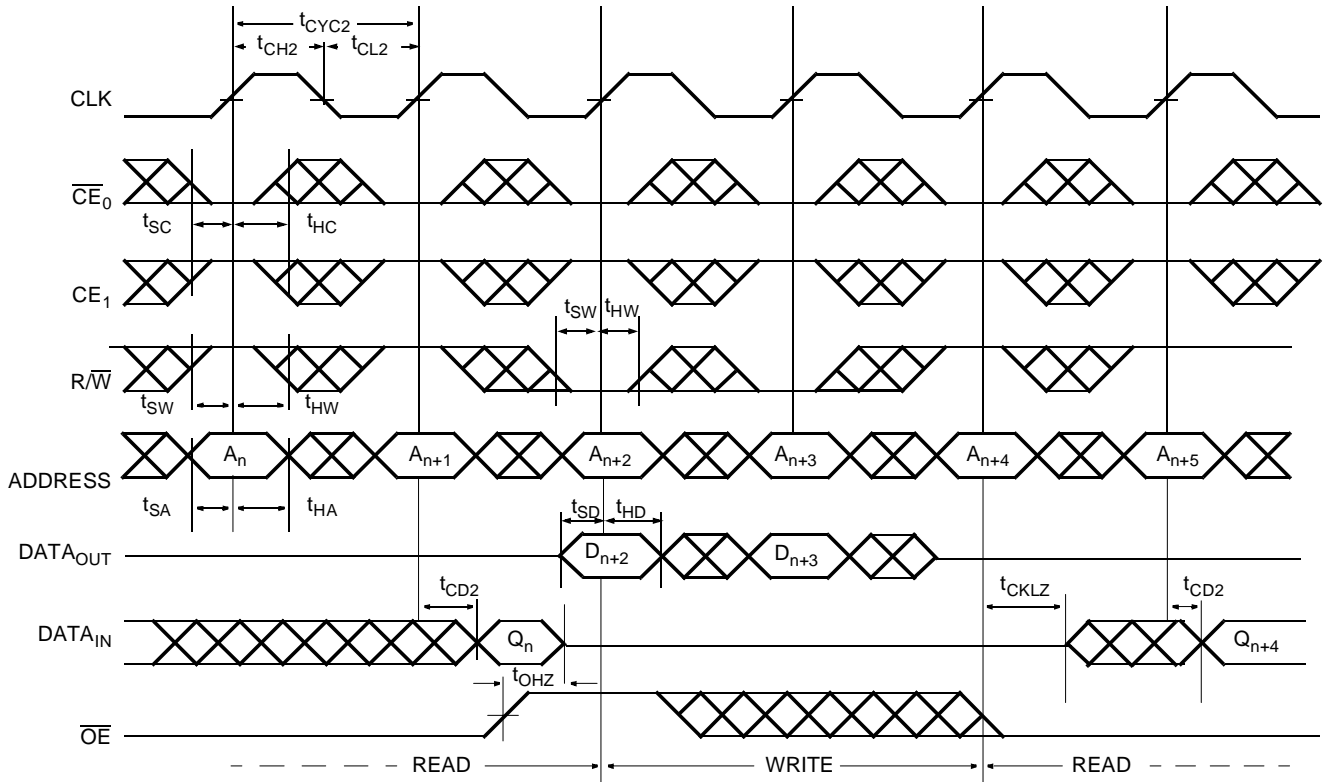 tCYC2
tCH2 tCL2
CLK
CE0
tSC tHC
CE1
tSW tHW
R/W
tSW tHW
An An+1 An+2 An+3 An+4 An+5
ADDRESS
tSA tHA tSD tHD
DATAOUT Dn+2 Dn+3
tCD2 tCKLZ tCD2
DATAIN Qn Qn+4
tOHZ
OE
READ WRITE READ